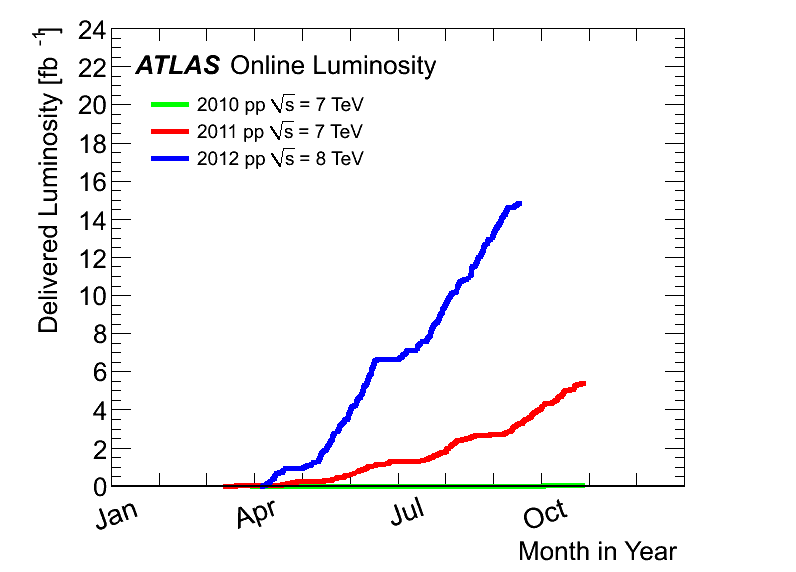 Delivered Luminosity [fb⁻¹]
24
22
20
18
16
14
12
10
8
6
4
2
0
ATLAS Online Luminosity
2010 pp √s = 7 TeV
2011 pp √s = 7 TeV
2012 pp √s = 8 TeV
Jan Apr Jul Oct
Month in Year